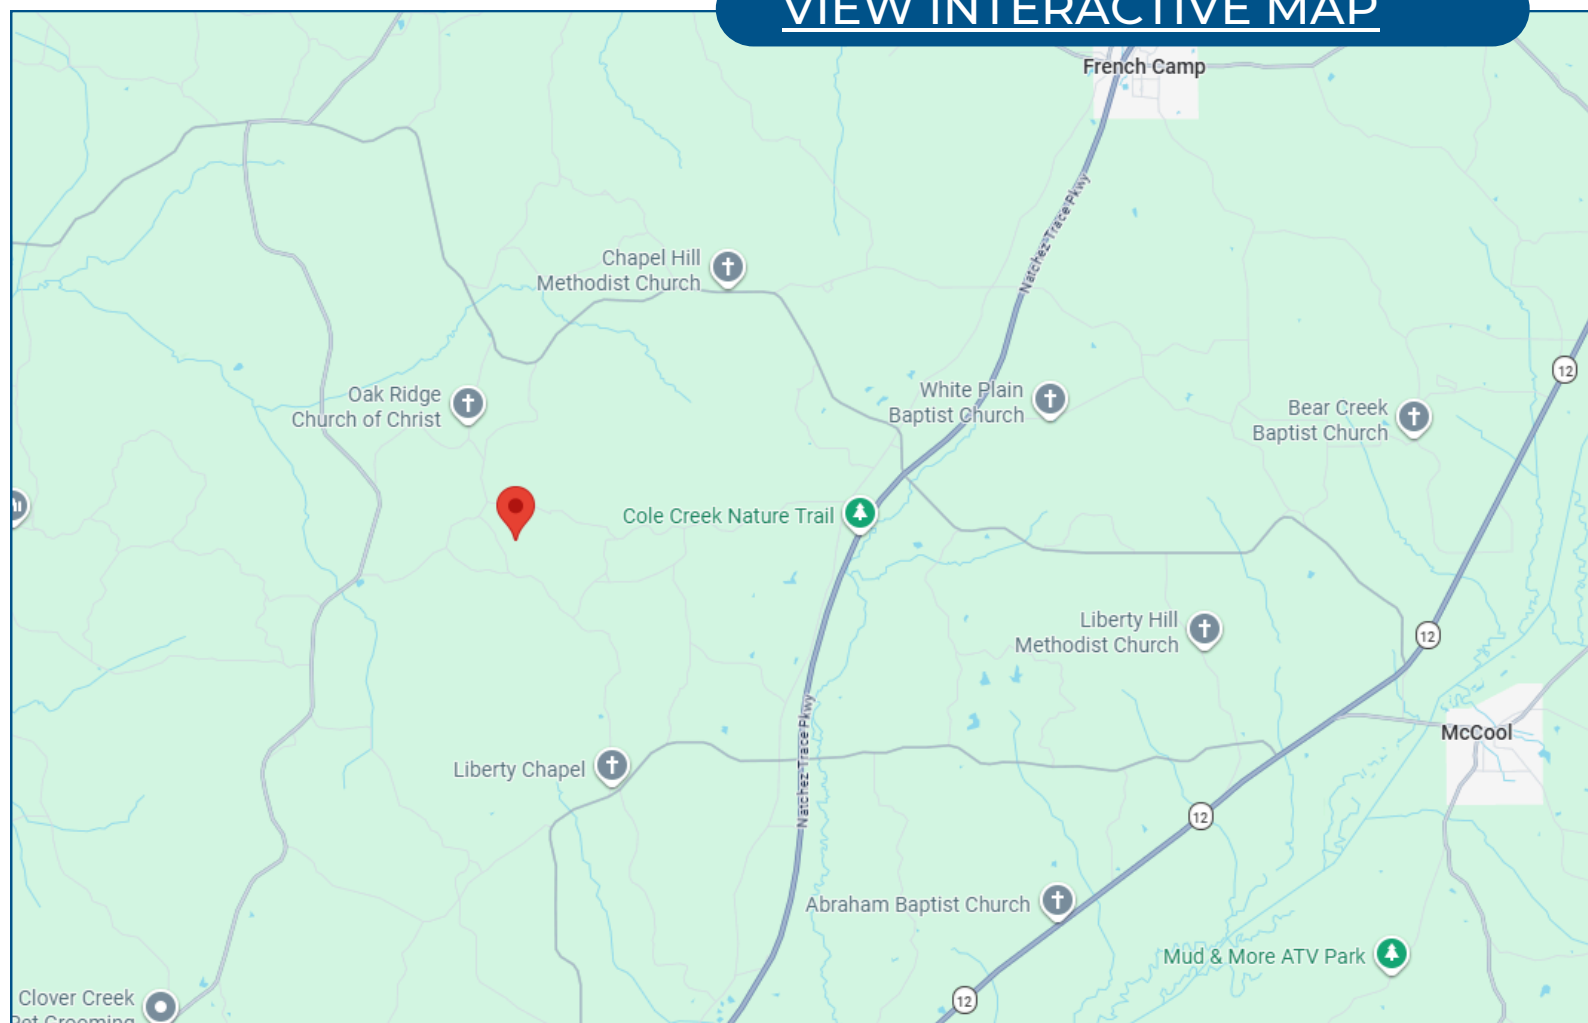 VIEW INTERACTIVE MAP
French Camp
Natchez Trace Pkwy
Chapel Hill
Methodist Church
12
Oak Ridge
Church of Christ
White Plain
Baptist Church
Bear Creek
Baptist Church
Cole Creek Nature Trail
Liberty Hill
Methodist Church
12
McCool
Natchez Trace Pkwy
Liberty Chapel
12
Abraham Baptist Church
Mud & More ATV Park
Clover Creek
Pet Grooming
12